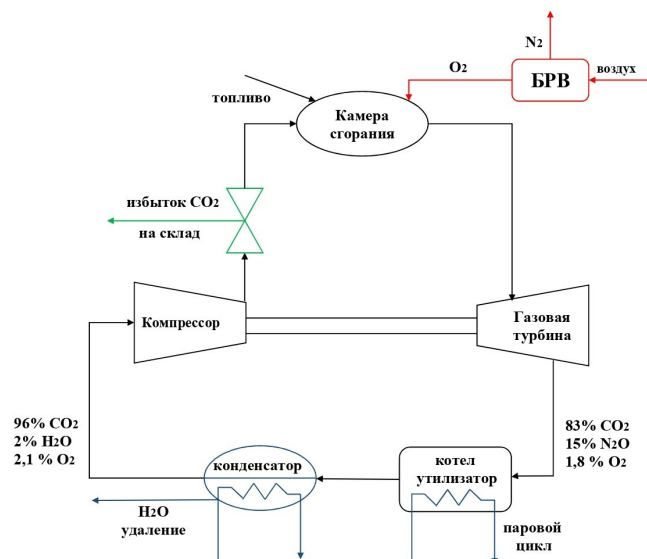 N2
O2
БРВ
воздух
топливо
Камера
сгорания
избыток CO2
на склад
Компрессор
Газовая
турбина
96% CO2
2% H2O
2,1 % O2
83% CO2
15% N2O
1,8 % O2
конденсатор
котел
утилизатор
H2O
удаление
паровой
цикл